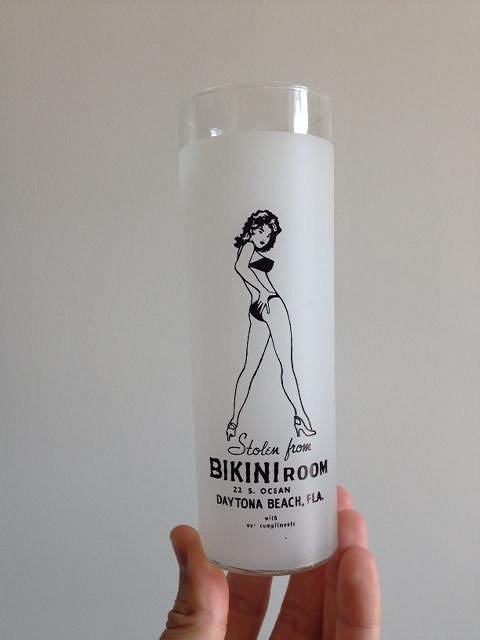 Stolen from
BIKINI ROOM
22 S. OCEAN
DAYTONA BEACH, FLA.
with
our compliments